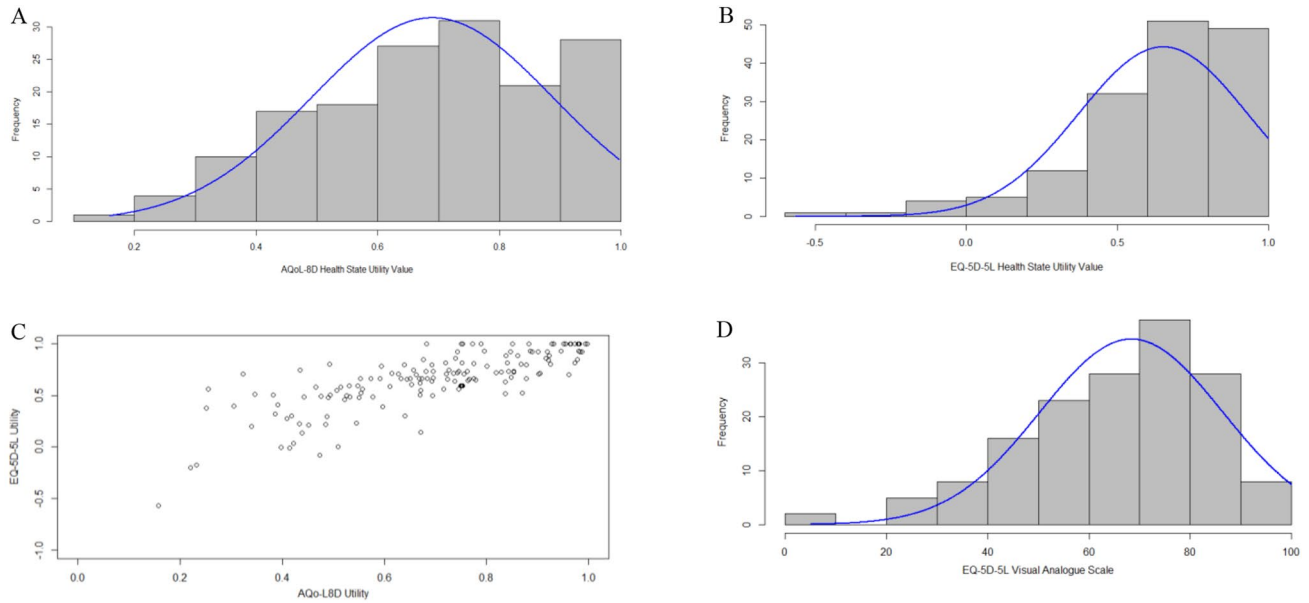 A
Frequency
0 5 10 15 20 25 30
0.2 0.4 0.6 0.8 1.0
AQoL-8D Health State Utility Value
B
Frequency
0 10 20 30 40 50
-0.5 0.0 0.5 1.0
EQ-5D-5L Health State Utility Value
C
EQ-5D-5L Utility
-1.0 -0.5 0.0 0.5 1.0
0.0 0.2 0.4 0.6 0.8 1.0
AQo-L8D Utility
D
Frequency
0 10 20 30
0 20 40 60 80 100
EQ-5D-5L Visual Analogue Scale